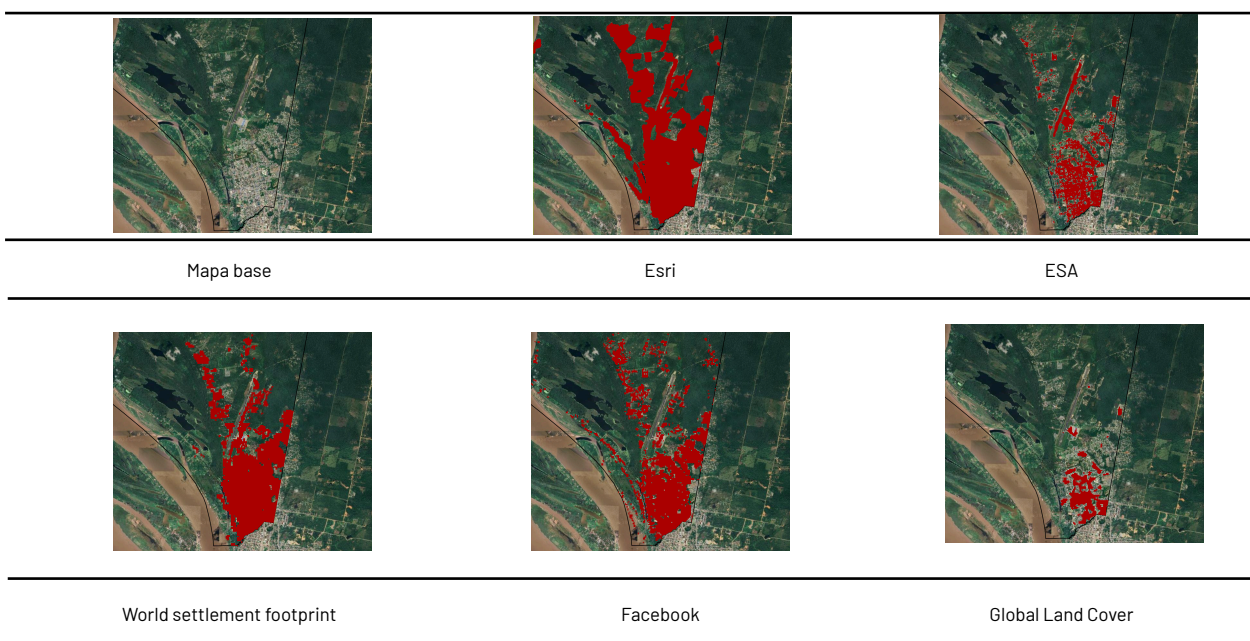 Mapa base
Esri
ESA
World settlement footprint
Facebook
Global Land Cover